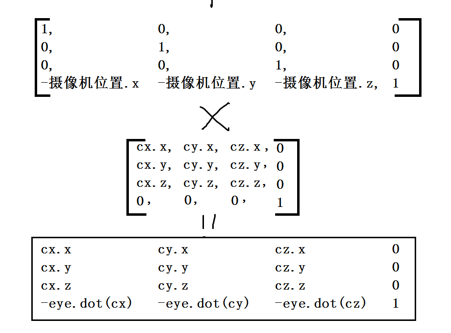 1, 0, 0, 0
0, 1, 0, 0
0, 0, 1, 0
-摄像机位置.x -摄像机位置.y -摄像机位置.z, 1
×
cx.x, cy.x, cz.x, 0
cx.y, cy.y, cz.y, 0
cx.z, cy.z, cz.z, 0
0, 0, 0, 1
=
cx.x cy.x cz.x 0
cx.y cy.y cz.y 0
cx.z cy.z cz.z 0
-eye.dot(cx) -eye.dot(cy) -eye.dot(cz) 1